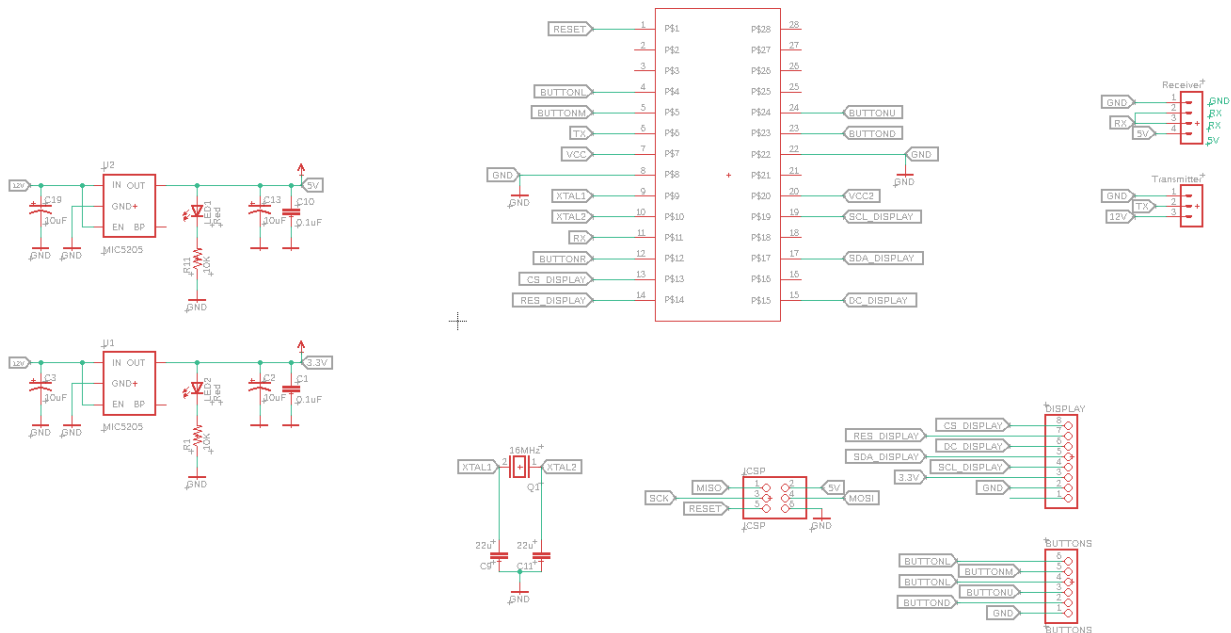 U2
12V
IN OUT
GND
EN BP
MIC5205
C19
10uF
GND
GND
LED1
Red
R11
10K
GND
C13
10uF
C10
0.1uF
5V
U1
12V
IN OUT
GND
EN BP
MIC5205
C3
10uF
GND
GND
LED2
Red
R1
10K
GND
C2
10uF
C1
0.1uF
3.3V
RESET 1 P$1 P$28 28
2 P$2 P$27 27
3 P$3 P$26 26
BUTTONL 4 P$4 P$25 25
BUTTONM 5 P$5 P$24 24 BUTTONU
TX 6 P$6 P$23 23 BUTTOND
VCC 7 P$7 P$22 22 GND
GND 8 P$8 P$21 21
GND
GND
XTAL1 9 P$9 P$20 20 VCC2
XTAL2 10 P$10 P$19 19 SCL_DISPLAY
RX 11 P$11 P$18 18
BUTTONR 12 P$12 P$17 17 SDA_DISPLAY
CS_DISPLAY 13 P$13 P$16 16
RES_DISPLAY 14 P$14 P$15 15 DC_DISPLAY
Receiver
GND 1 GND
2 RX
RX 3 RX
5V 4 5V
Transmitter
GND 1
TX 2
12V 3
16MHz
XTAL1 2 1 XTAL2
Q1
22u 22u
C9 C11
GND
ICSP
MISO 1 2 5V
SCK 3 4 MOSI
RESET 5 6
GND
ICSP
DISPLAY
CS_DISPLAY 8
RES_DISPLAY 7
DC_DISPLAY 6
SDA_DISPLAY 5
SCL_DISPLAY 4
3.3V 3
GND 2
1
BUTTONS
BUTTONL 6
BUTTONM 5
BUTTONL 4
BUTTONU 3
BUTTOND 2
GND 1
BUTTONS